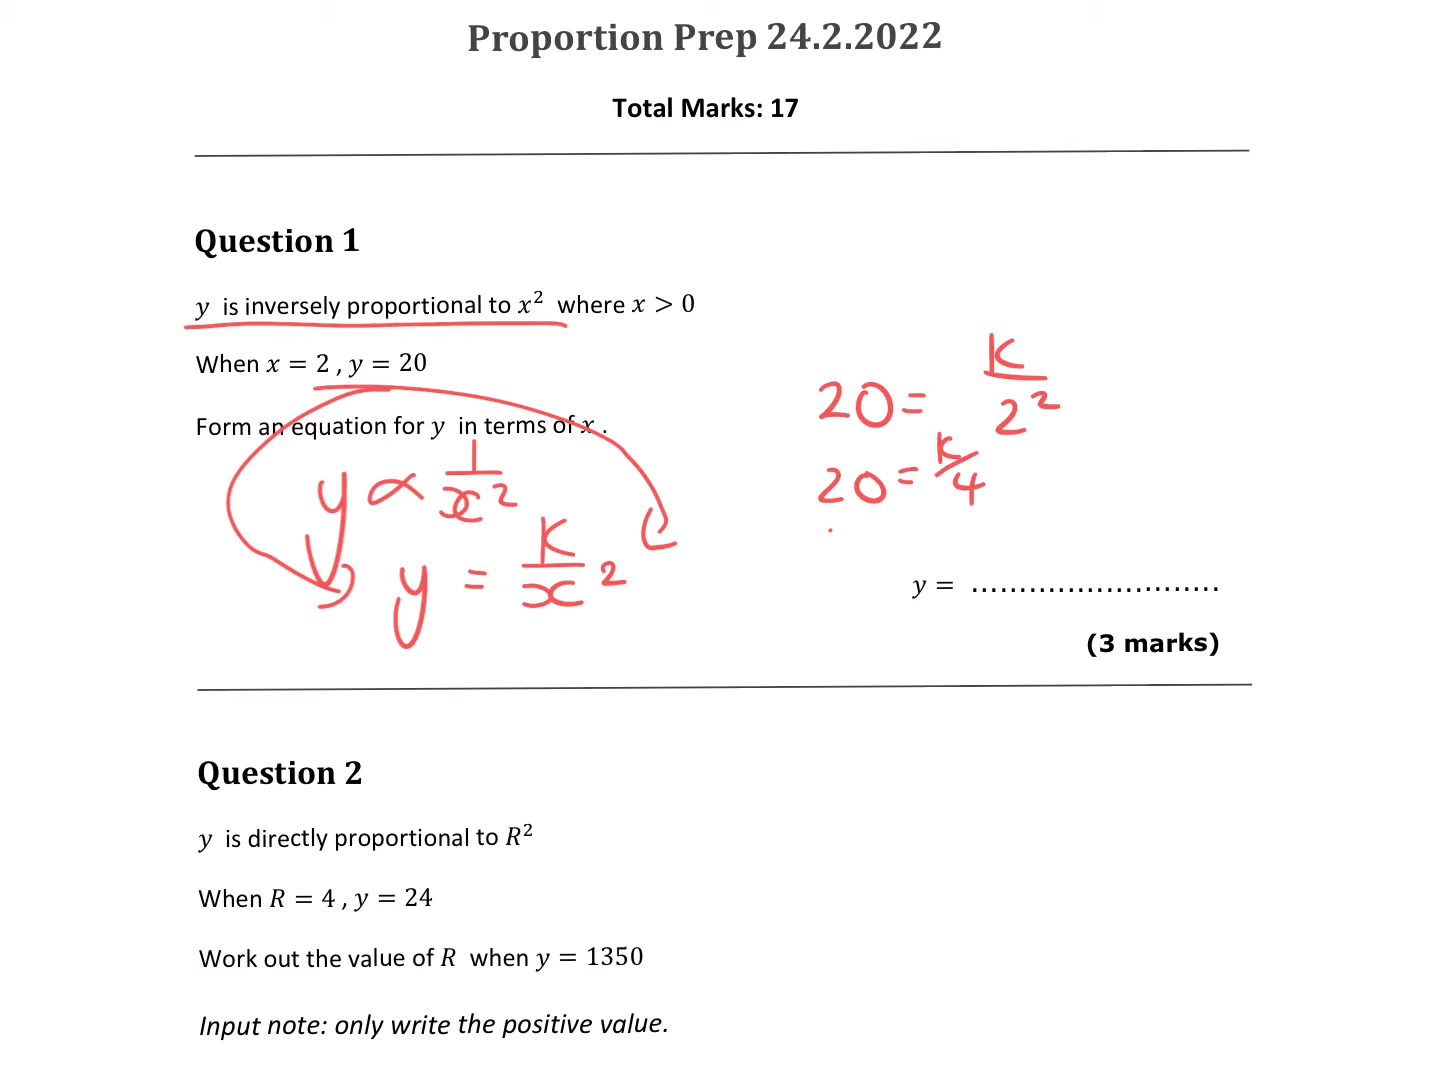 Proportion Prep 24.2.2022
Total Marks: 17
Question 1
y is inversely proportional to x² where x > 0
When x = 2 , y = 20
Form an equation for y in terms of x .
y ∝ 1/x²
y = K/x²
20 = K/2²
20 = K/4
y = ..........................
(3 marks)
Question 2
y is directly proportional to R²
When R = 4 , y = 24
Work out the value of R when y = 1350
Input note: only write the positive value.